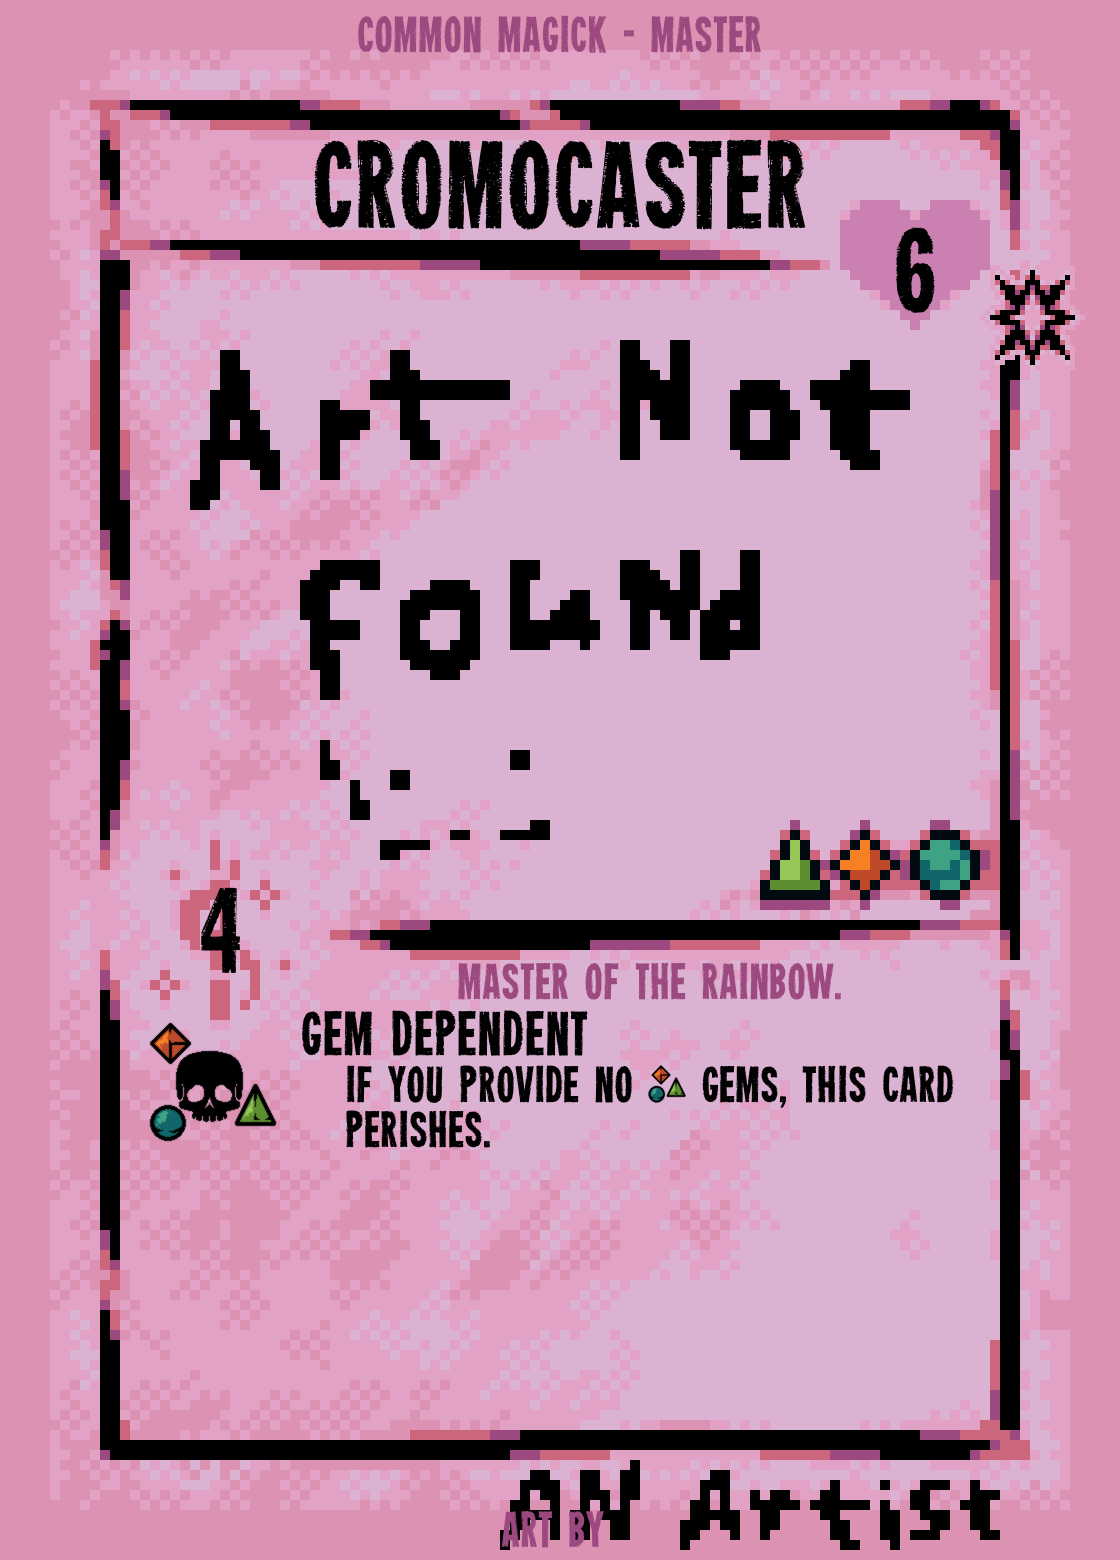 COMMON MAGICK - MASTER
CROMOCASTER
6
Art Not
FOUNd
4
MASTER OF THE RAINBOW.
GEM DEPENDENT
IF YOU PROVIDE NO GEMS, THIS CARD
PERISHES.
AN Artist
ART BY